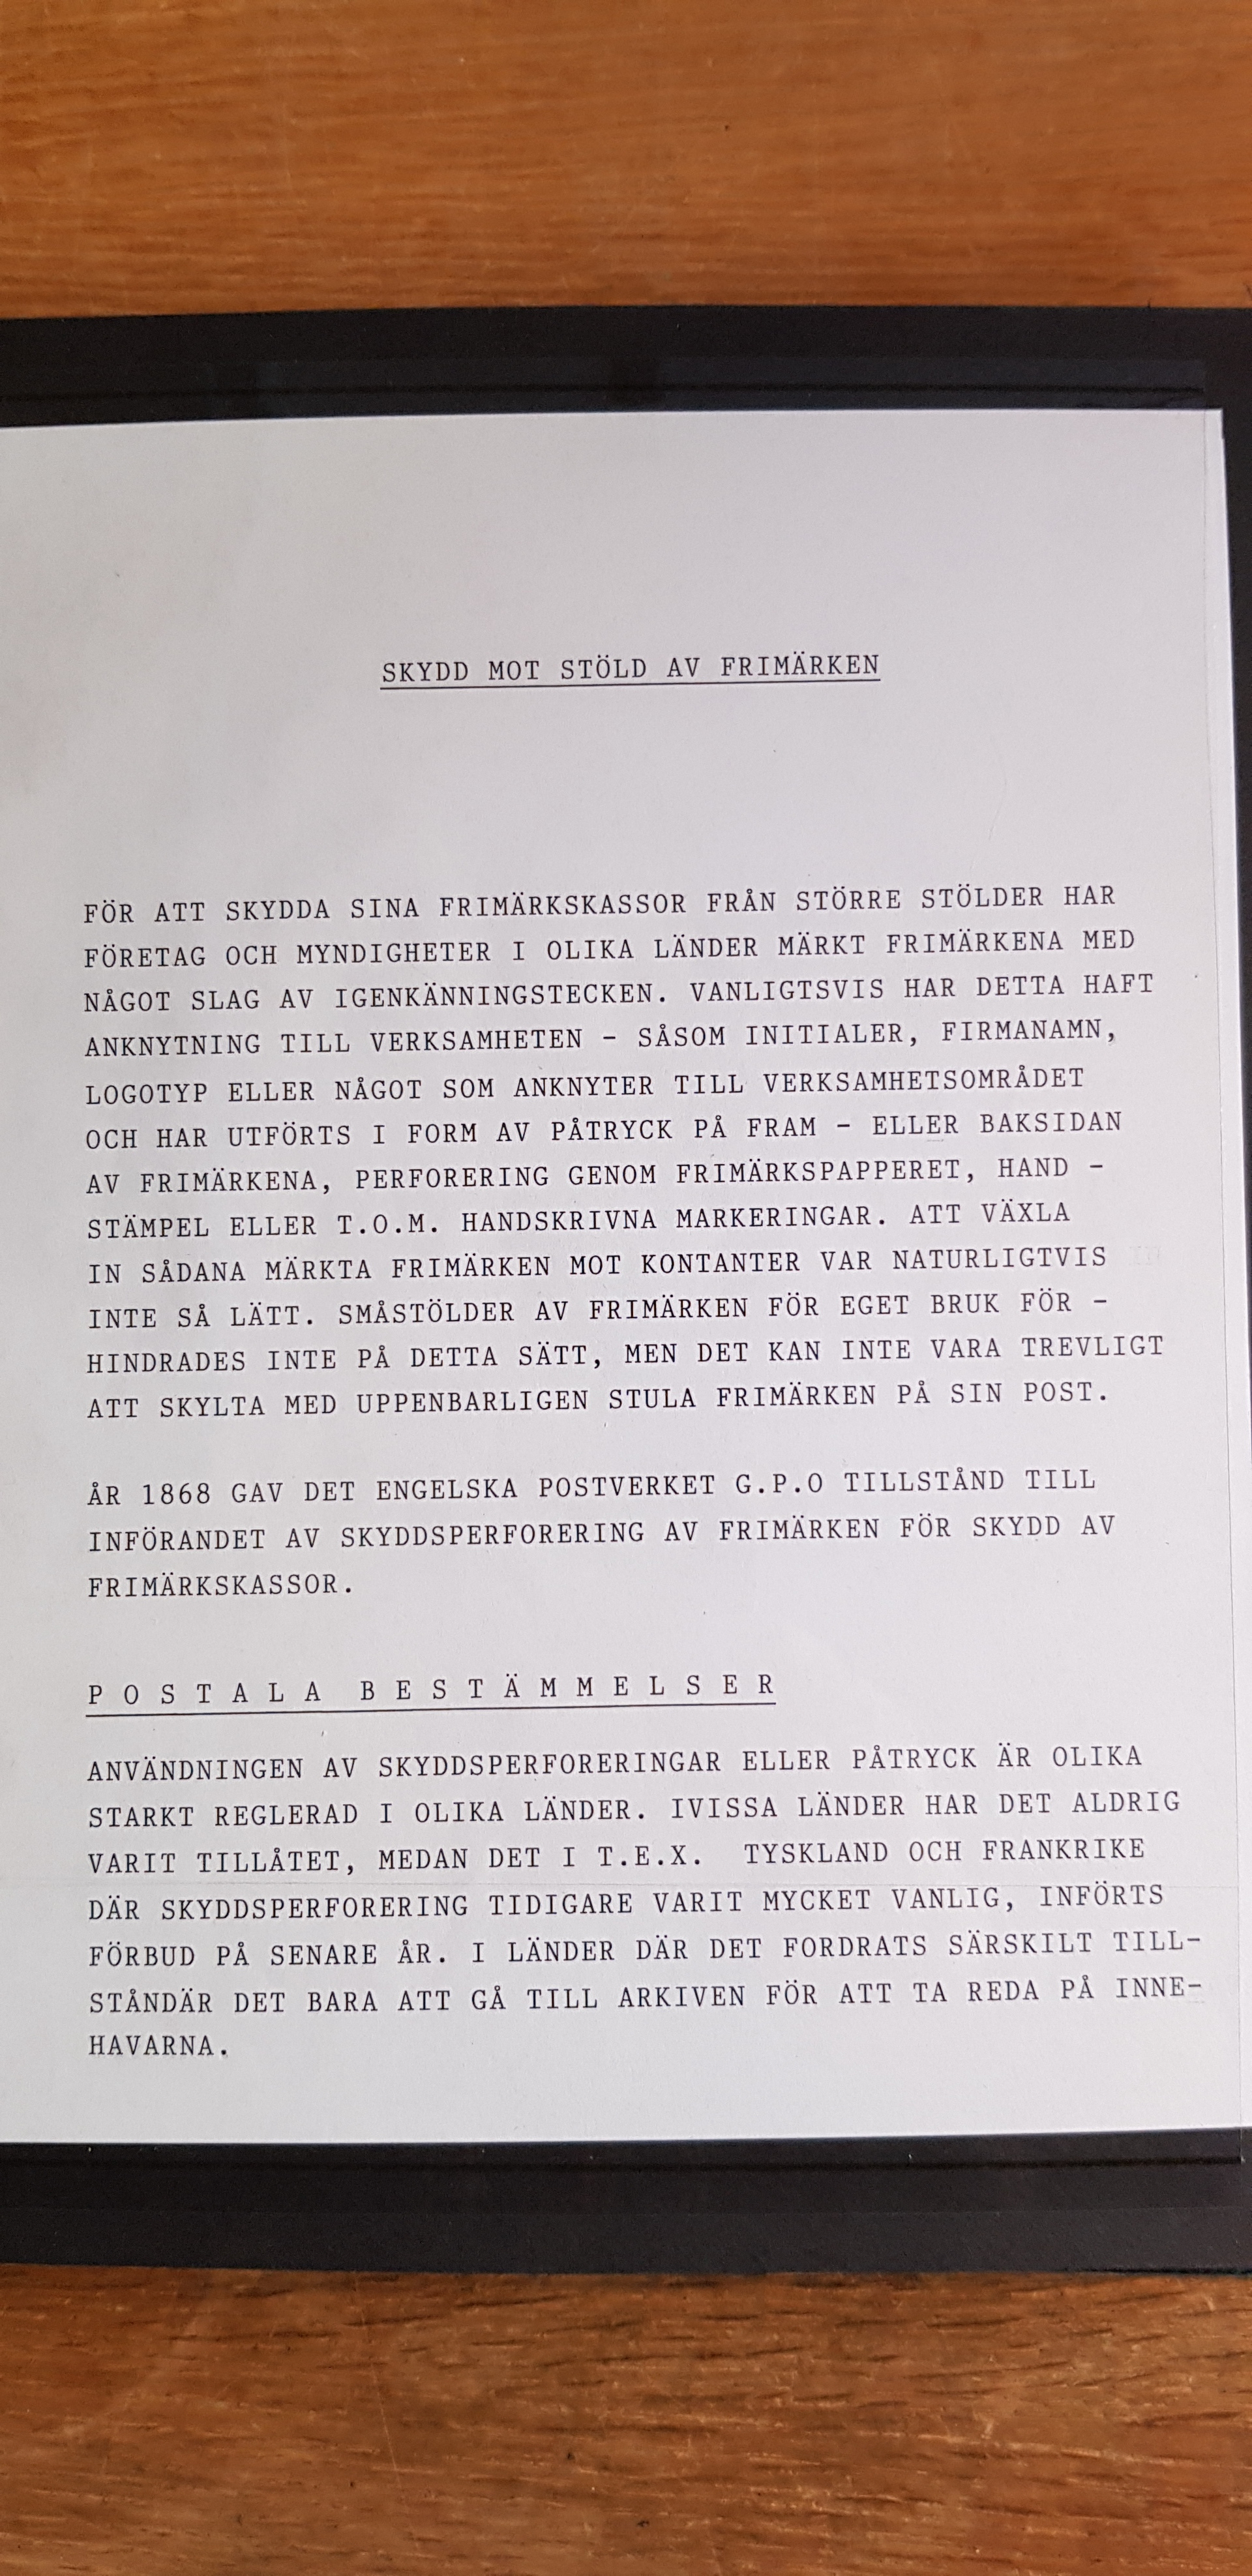 SKYDD MOT STÖLD AV FRIMÄRKEN
FÖR ATT SKYDDA SINA FRIMÄRKSKASSOR FRÅN STÖRRE STÖLDER HAR
FÖRETAG OCH MYNDIGHETER I OLIKA LÄNDER MÄRKT FRIMÄRKENA MED
NÅGOT SLAG AV IGENKÄNNINGSTECKEN. VANLIGTSVIS HAR DETTA HAFT
ANKNYTNING TILL VERKSAMHETEN - SÅSOM INITIALER, FIRMANAMN,
LOGOTYP ELLER NÅGOT SOM ANKNYTER TILL VERKSAMHETSOMRÅDET
OCH HAR UTFÖRTS I FORM AV PÅTRYCK PÅ FRAM - ELLER BAKSIDAN
AV FRIMÄRKENA, PERFORERING GENOM FRIMÄRKSPAPPERET, HAND -
STÄMPEL ELLER T.O.M. HANDSKRIVNA MARKERINGAR. ATT VÄXLA
IN SÅDANA MÄRKTA FRIMÄRKEN MOT KONTANTER VAR NATURLIGTVIS
INTE SÅ LÄTT. SMÅSTÖLDER AV FRIMÄRKEN FÖR EGET BRUK FÖR -
HINDRADES INTE PÅ DETTA SÄTT, MEN DET KAN INTE VARA TREVLIGT
ATT SKYLTA MED UPPENBARLIGEN STULA FRIMÄRKEN PÅ SIN POST.
ÅR 1868 GAV DET ENGELSKA POSTVERKET G.P.O TILLSTÅND TILL
INFÖRANDET AV SKYDDSPERFORERING AV FRIMÄRKEN FÖR SKYDD AV
FRIMÄRKSKASSOR.
P O S T A L A  B E S T Ä M M E L S E R
ANVÄNDNINGEN AV SKYDDSPERFORERINGAR ELLER PÅTRYCK ÄR OLIKA
STARKT REGLERAD I OLIKA LÄNDER. IVISSA LÄNDER HAR DET ALDRIG
VARIT TILLÅTET, MEDAN DET I T.E.X.  TYSKLAND OCH FRANKRIKE
DÄR SKYDDSPERFORERING TIDIGARE VARIT MYCKET VANLIG, INFÖRTS
FÖRBUD PÅ SENARE ÅR. I LÄNDER DÄR DET FORDRATS SÄRSKILT TILL-
STÅNDÄR DET BARA ATT GÅ TILL ARKIVEN FÖR ATT TA REDA PÅ INNE-
HAVARNA.